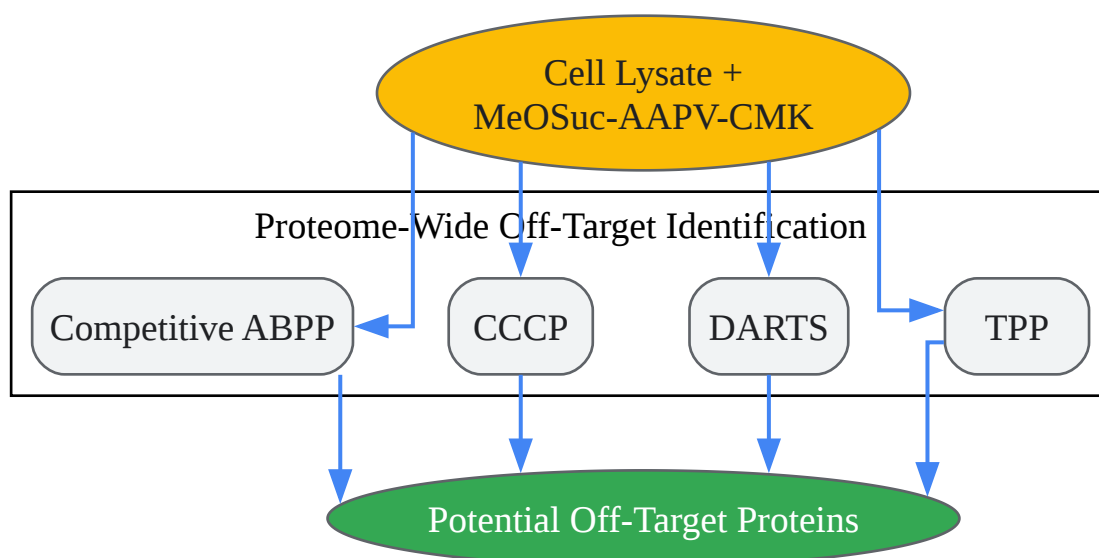 Cell Lysate +
MeOSuc-AAPV-CMK
Proteome-Wide Off-Target Identification
Competitive ABPP
CCCP
DARTS
TPP
Potential Off-Target Proteins